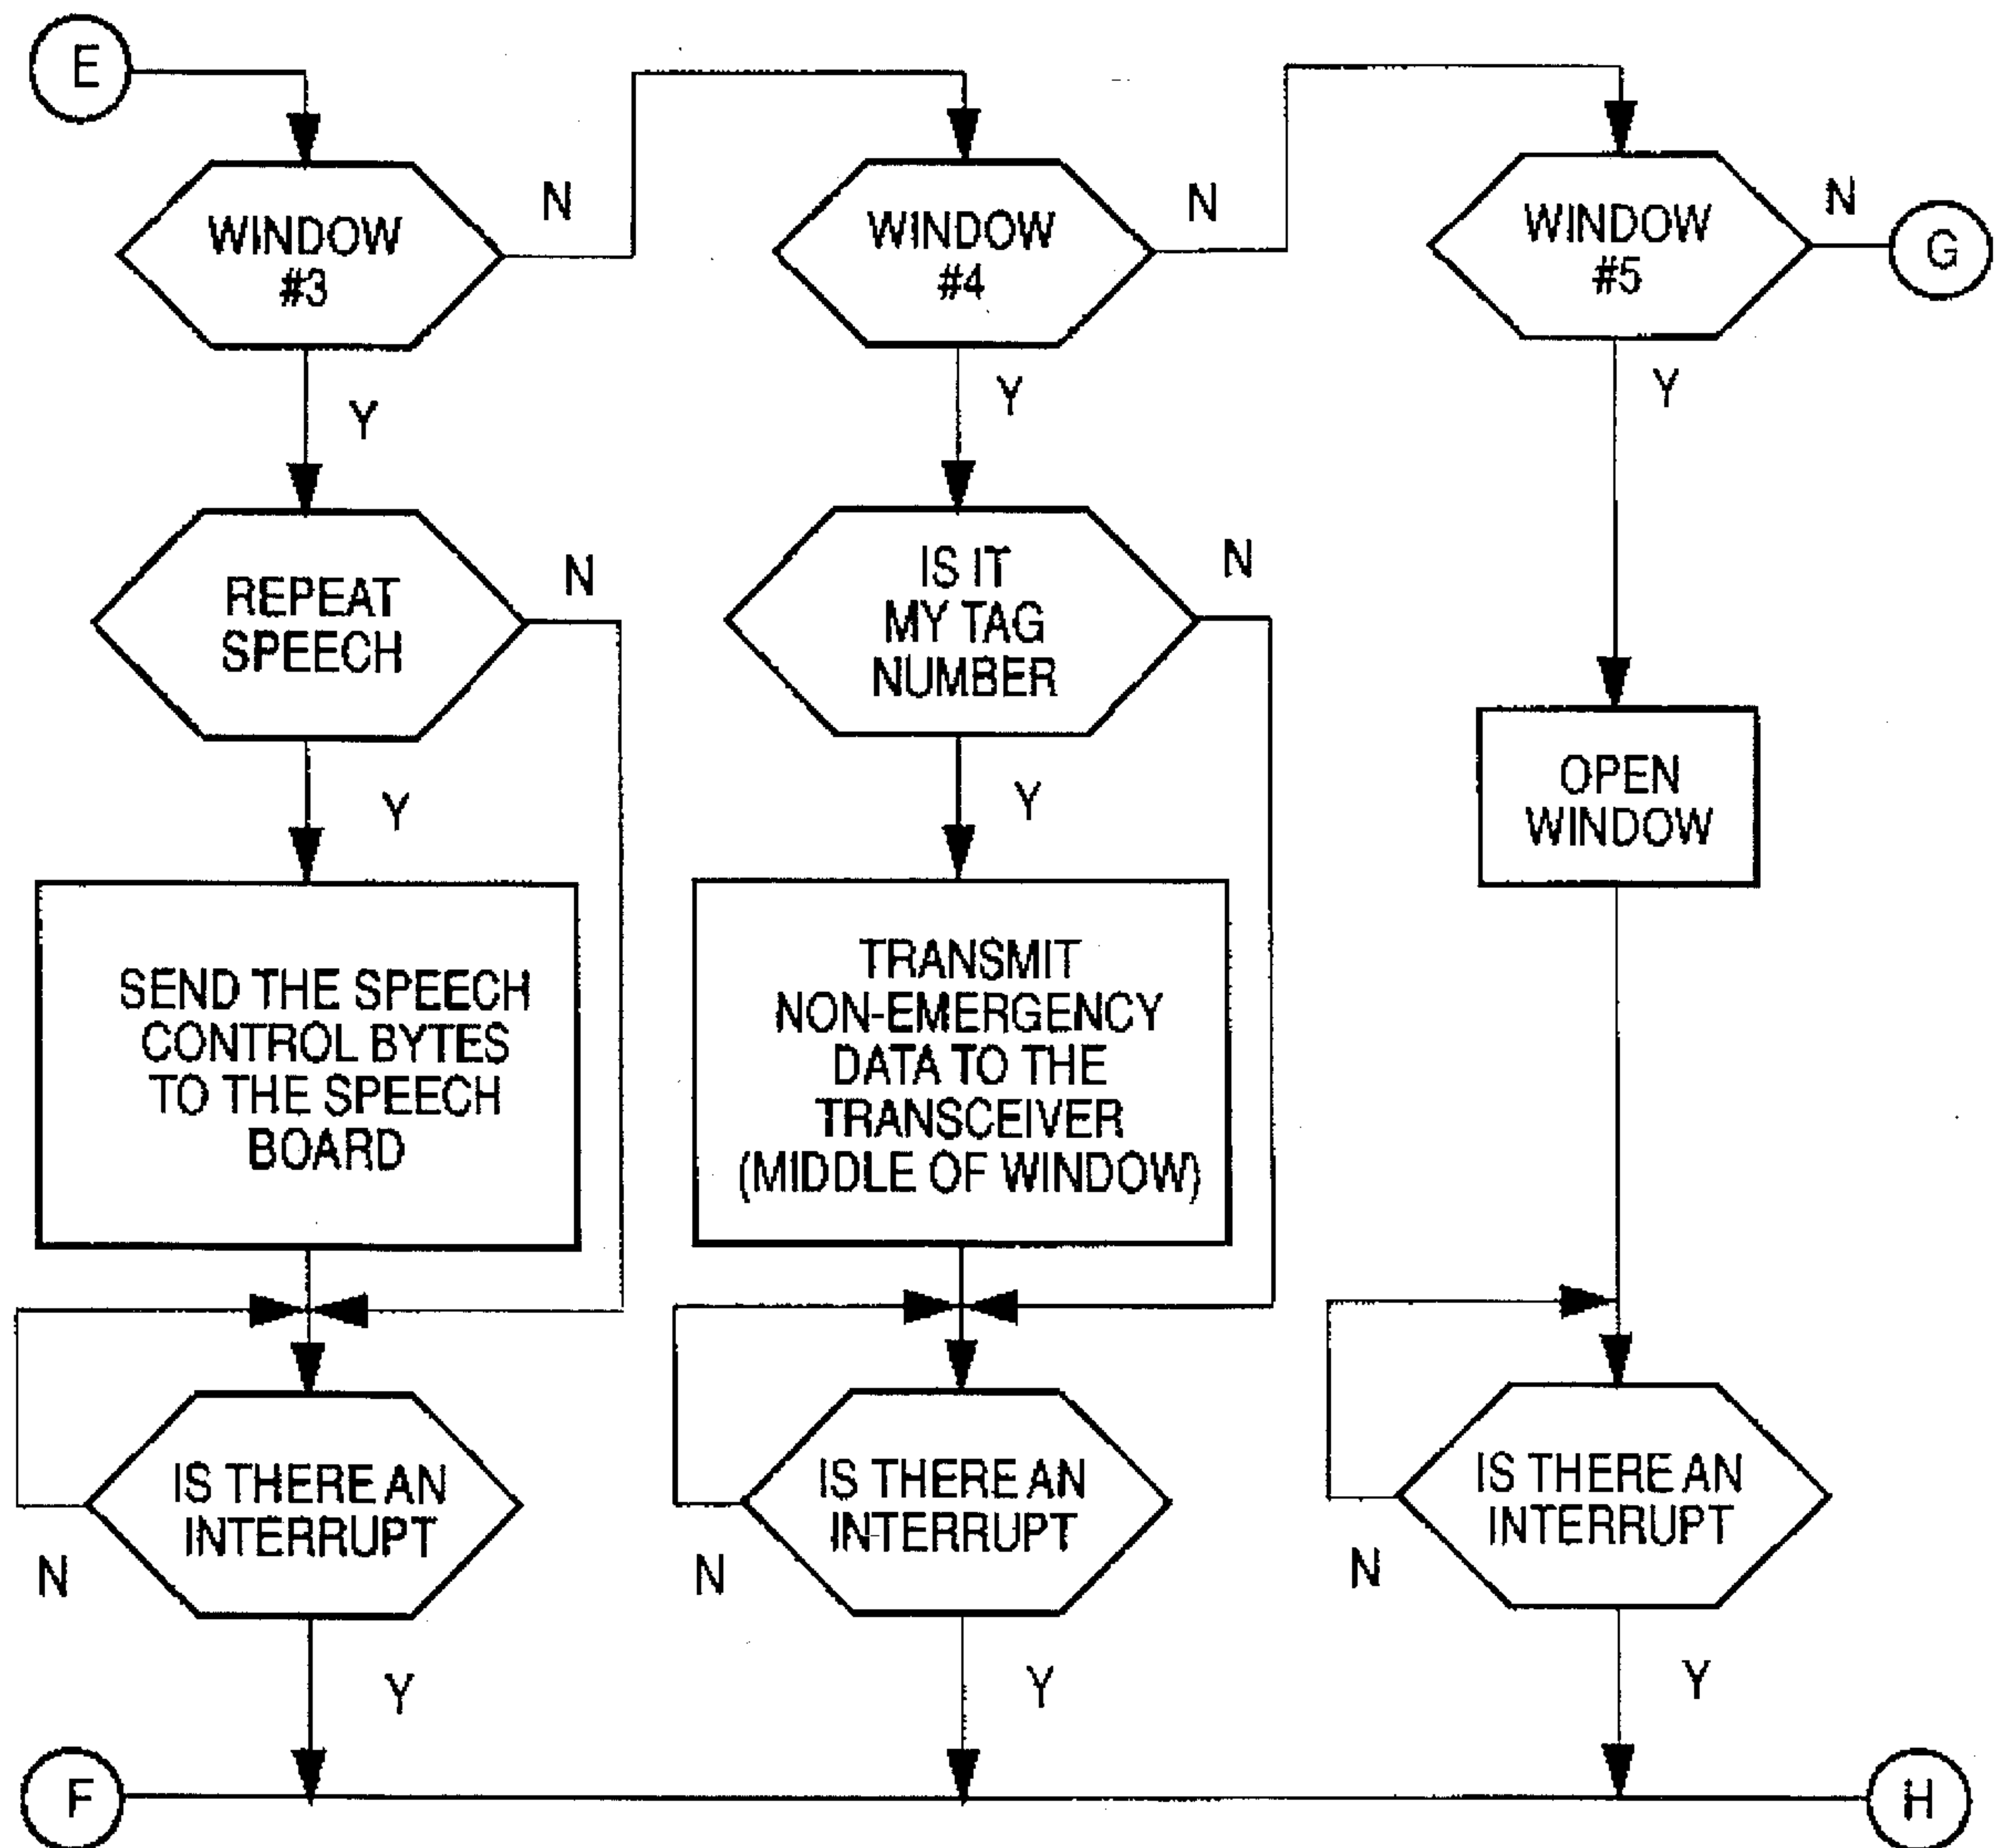 E
WINDOW
#3
N
Y
REPEAT
SPEECH
N
Y
SEND THE SPEECH
CONTROL BYTES
TO THE SPEECH
BOARD
IS THERE AN
INTERRUPT
N
Y
F
WINDOW
#4
N
Y
IS IT
MY TAG
NUMBER
N
Y
TRANSMIT
NON-EMERGENCY
DATA TO THE
TRANSCEIVER
(MIDDLE OF WINDOW)
IS THERE AN
INTERRUPT
N
Y
WINDOW
#5
N
G
Y
OPEN
WINDOW
IS THERE AN
INTERRUPT
N
Y
H